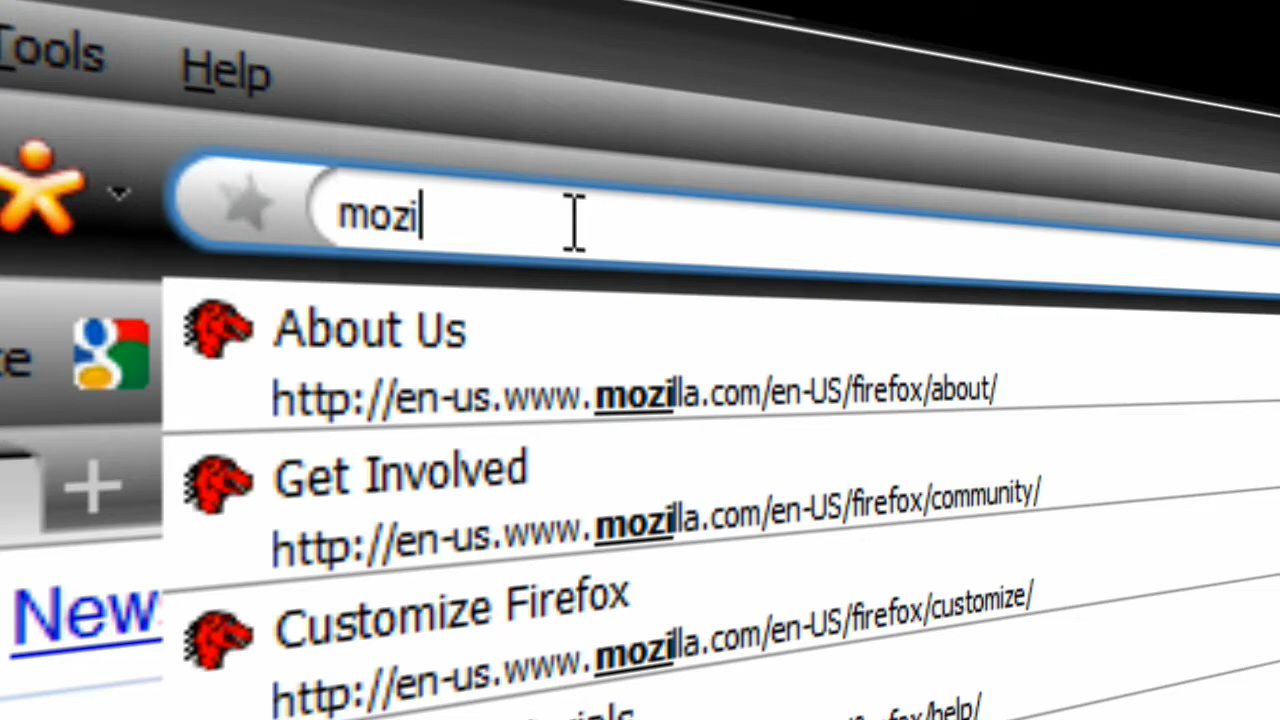 Tools Help
mozi
About Us
http://en-us.www.mozilla.com/en-US/firefox/about/
Get Involved
http://en-us.www.mozilla.com/en-US/firefox/community/
New
Customize Firefox
http://en-us.www.mozilla.com/en-US/firefox/customize/
/help/